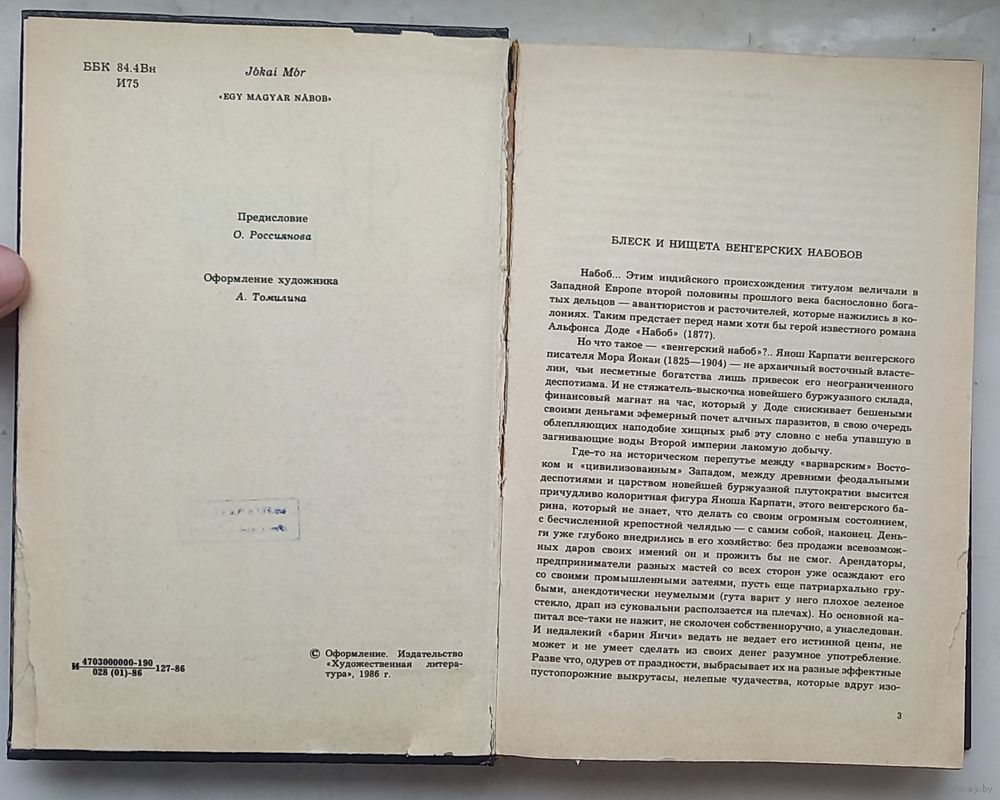 ББК 84.4Вн
И75
Jókai Mór
«EGY MAGYAR NÁBOB»
Предисловие
О. Россиянова
Оформление художника
А. Томилина
И 4703000000-190 127-86
028 (01)-86
© Оформление. Издательство
«Художественная литера-
тура», 1986 г.
БЛЕСК И НИЩЕТА ВЕНГЕРСКИХ НАБОБОВ
Набоб... Этим индийского происхождения титулом величали в
Западной Европе второй половины прошлого века баснословно бога-
тых дельцов — авантюристов и расточителей, которые нажились в ко-
лониях. Таким предстает перед нами хотя бы герой известного романа
Альфонса Доде «Набоб» (1877).
Но что такое — «венгерский набоб»?.. Янош Карпати венгерского
писателя Мора Йокаи (1825—1904) — не архаичный восточный власте-
лин, чьи несметные богатства лишь привесок его неограниченного
деспотизма. И не стяжатель-выскочка новейшего буржуазного склада,
финансовый магнат на час, который у Доде снискивает бешеными
своими деньгами эфемерный почет алчных паразитов, в свою очередь
облепляющих наподобие хищных рыб эту словно с неба упавшую в
загнивающие воды Второй империи лакомую добычу.
Где-то на историческом перепутье между «варварским» Восто-
ком и «цивилизованным» Западом, между древними феодальными
деспотиями и царством новейшей буржуазной плутократии высится
причудливо колоритная фигура Яноша Карпати, этого венгерского ба-
рина, который не знает, что делать со своим огромным состоянием,
с бесчисленной крепостной челядью — с самим собой, наконец. День-
ги уже глубоко внедрились в его хозяйство: без продажи всевозмож-
ных даров своих имений он и прожить бы не смог. Арендаторы,
предприниматели разных мастей со всех сторон уже осаждают его
со своими промышленными затеями, пусть еще патриархально гру-
быми, анекдотически неумелыми (гута варит у него плохое зеленое
стекло, драп из суковальни расползается на плечах). Но основной ка-
питал все-таки не нажит, не сколочен собственноручно, а унаследован.
И недалекий «барин Янчи» ведать не ведает его истинной цены, не
может и не умеет сделать из своих денег разумное употребление.
Разве что, одурев от праздности, выбрасывает их на разные эффектные
пустопорожние выкрутасы, нелепые чудачества, которые вдруг изо-
3